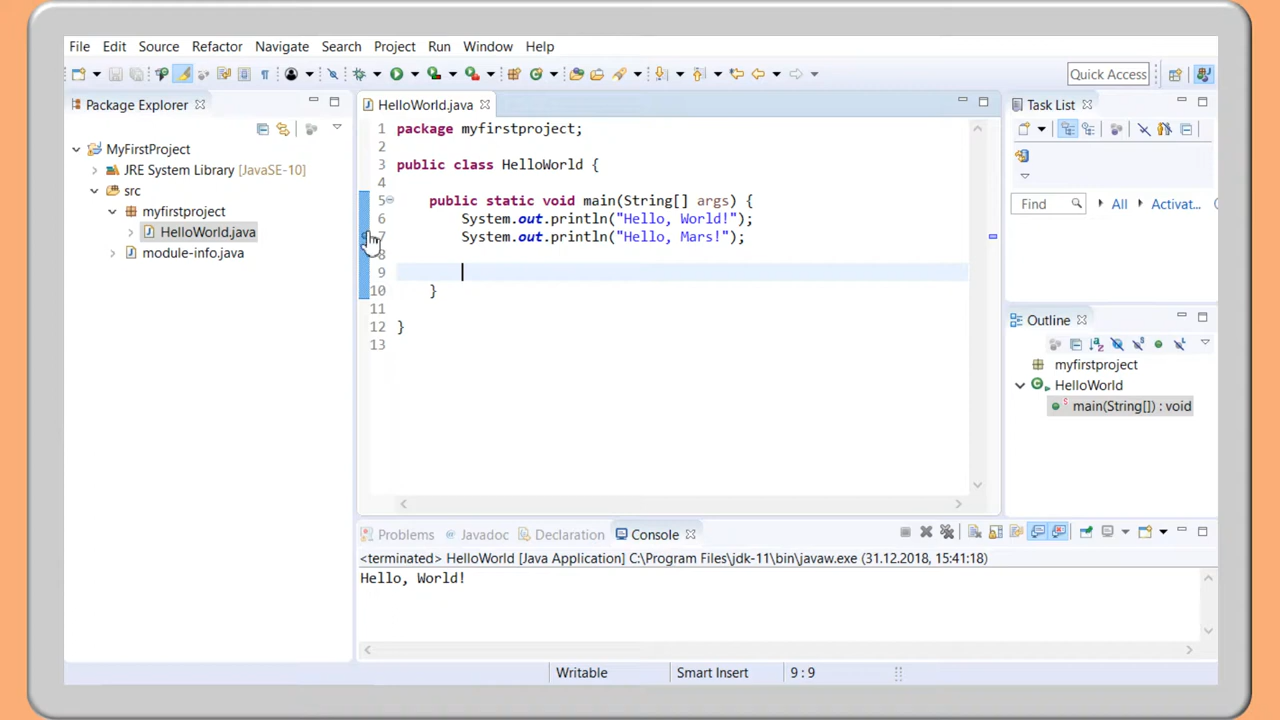 File Edit Source Refactor Navigate Search Project Run Window Help
Quick Access
Package Explorer
MyFirstProject
JRE System Library [JavaSE-10]
src
myfirstproject
HelloWorld.java
module-info.java
HelloWorld.java
1 package myfirstproject;
2
3 public class HelloWorld {
4
5 public static void main(String[] args) {
6 System.out.println("Hello, World!");
7 System.out.println("Hello, Mars!");
8
9
10 }
11
12 }
13
Task List
Find All Activat...
Outline
myfirstproject
HelloWorld
main(String[]) : void
Problems Javadoc Declaration Console
<terminated> HelloWorld [Java Application] C:\Program Files\jdk-11\bin\javaw.exe (31.12.2018, 15:41:18)
Hello, World!
Writable Smart Insert 9:9